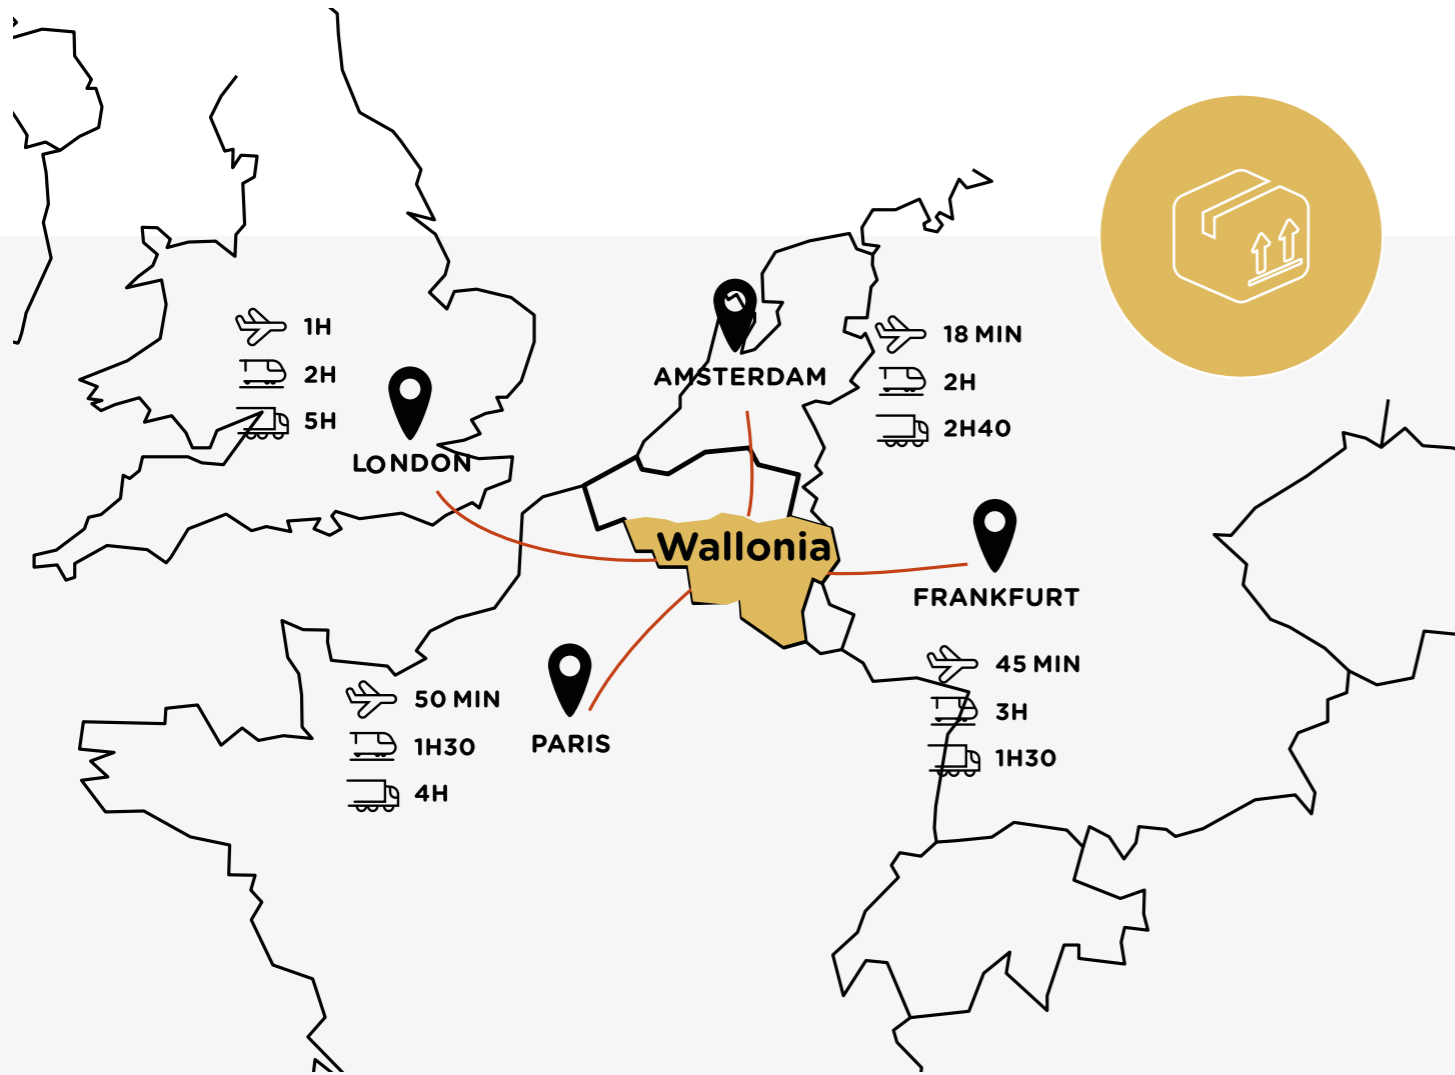 1H
2H
5H
LONDON
AMSTERDAM
18 MIN
2H
2H40
Wallonia
FRANKFURT
45 MIN
3H
1H30
50 MIN
1H30
4H
PARIS